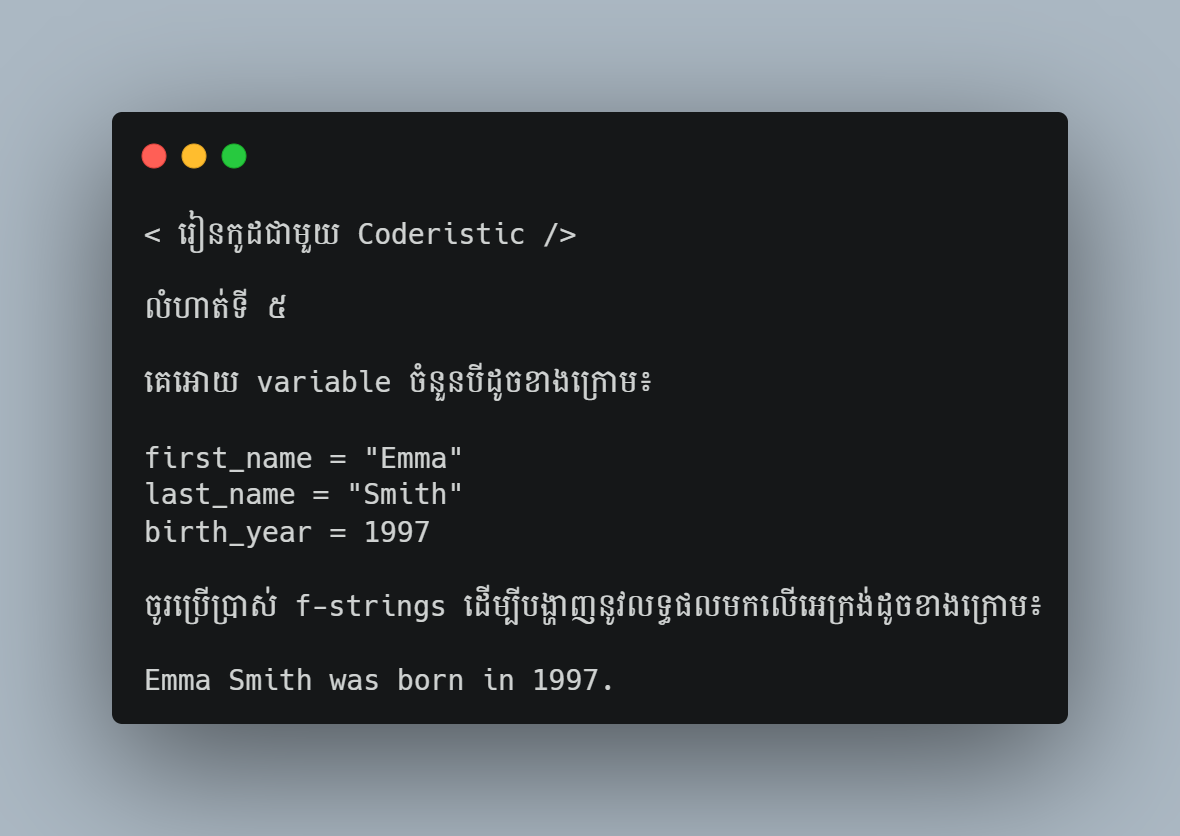 < រៀនកូដជាមួយ Coderistic />
លំហាត់ទី ៥
គេអោយ variable ចំនួនបីដូចខាងក្រោម៖
first_name = "Emma"
last_name = "Smith"
birth_year = 1997
ចូរប្រើប្រាស់ f-strings ដើម្បីបង្ហាញនូវលទ្ធផលមកលើអេក្រង់ដូចខាងក្រោម៖
Emma Smith was born in 1997.